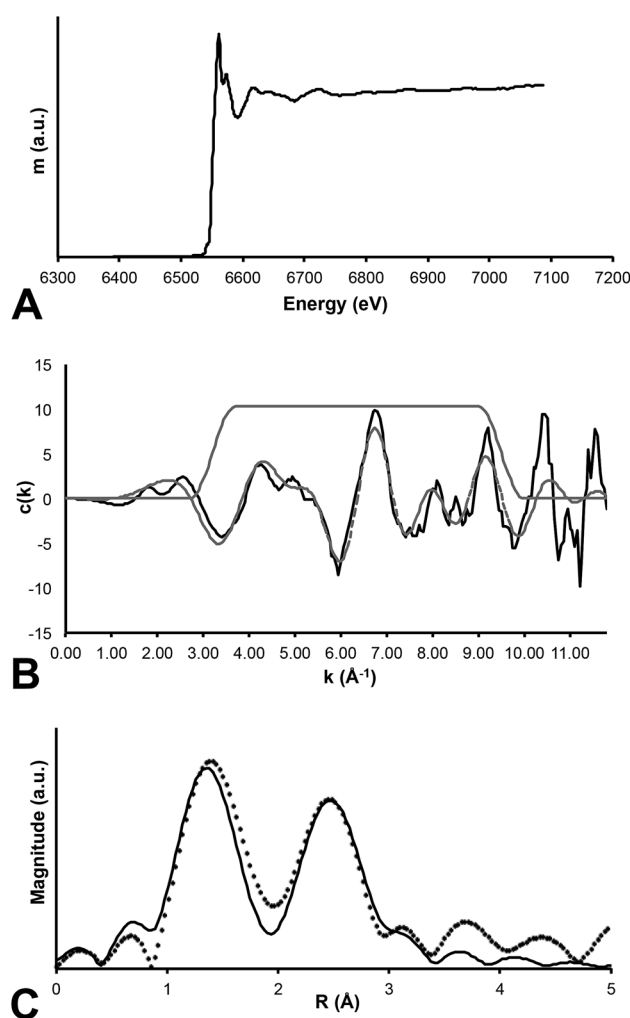 m (a.u.)
6300 6400 6500 6600 6700 6800 6900 7000 7100 7200
Energy (eV)
A
15
10
5
0
-5
-10
-15
c(k)
0.00 1.00 2.00 3.00 4.00 5.00 6.00 7.00 8.00 9.00 10.00 11.00
k (Å⁻¹)
B
Magnitude (a.u.)
0 1 2 3 4 5
R (Å)
C